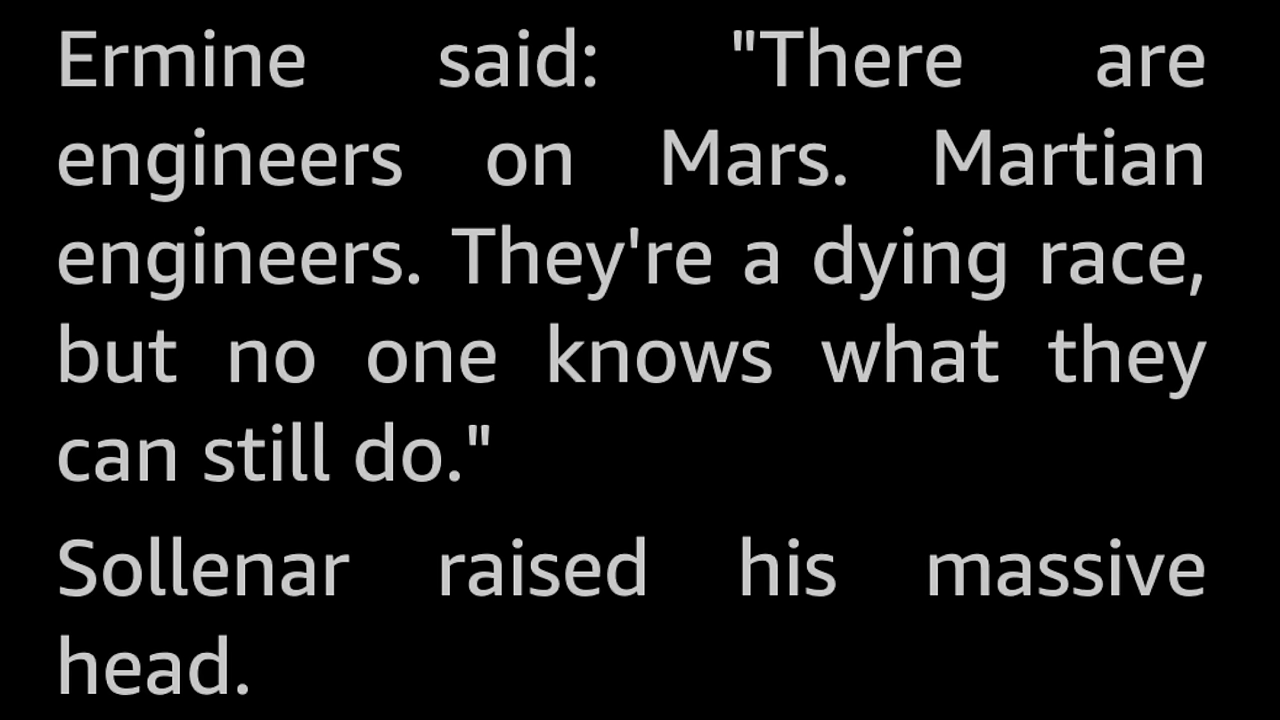 Ermine said: "There are
engineers on Mars. Martian
engineers. They're a dying race,
but no one knows what they
can still do."
Sollenar raised his massive
head.